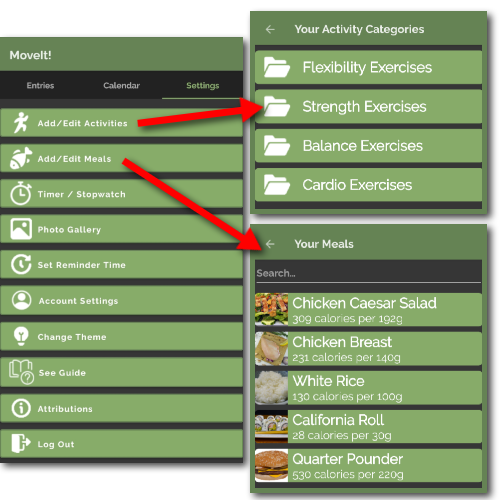 MoveIt!
Entries Calendar Settings
Add/Edit Activities
Add/Edit Meals
Timer / Stopwatch
Photo Gallery
Set Reminder Time
Account Settings
Change Theme
See Guide
Attributions
Log Out
Your Activity Categories
Flexibility Exercises
Strength Exercises
Balance Exercises
Cardio Exercises
Your Meals
Search...
Chicken Caesar Salad
309 calories per 192g
Chicken Breast
231 calories per 140g
White Rice
130 calories per 100g
California Roll
28 calories per 30g
Quarter Pounder
530 calories per 220g